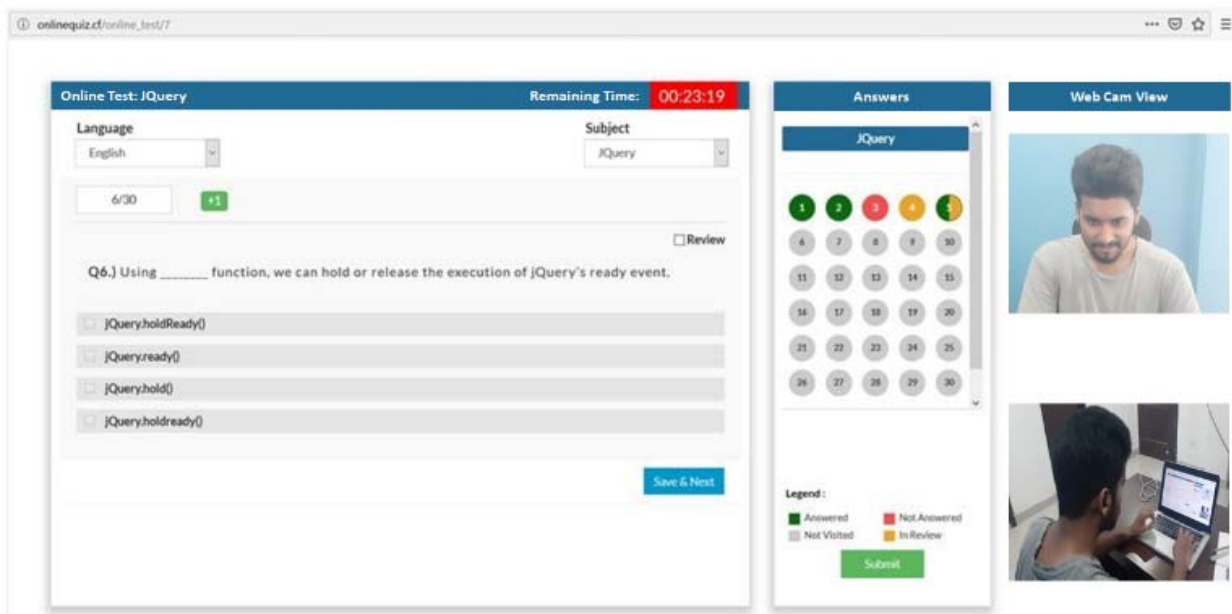 onlinequiz.cf/online_test/7
Online Test: JQuery
Remaining Time: 00:23:19
Language
Subject
English
JQuery
6/30
+1
Review
Q6.) Using _______ function, we can hold or release the execution of jQuery's ready event.
jQuery.holdReady()
jQuery.ready()
jQuery.hold()
jQuery.holdready()
Save & Next
Answers
JQuery
1 2 3 4 5
6 7 8 9 10
11 12 13 14 15
16 17 18 19 20
21 22 23 24 25
26 27 28 29 30
Legend :
Answered Not Answered
Not Visited In Review
Submit
Web Cam View